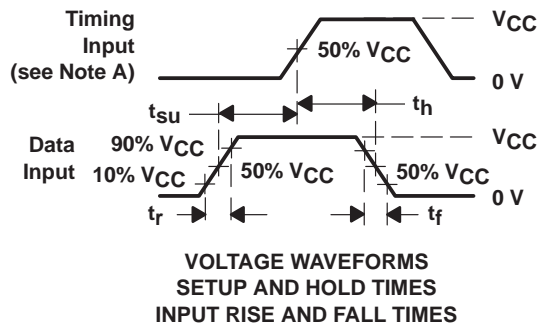 Timing
Input
(see Note A)
VCC
50% VCC
0 V
tsu
th
Data
Input
VCC
90% VCC
10% VCC
50% VCC
50% VCC
0 V
tr
tf
VOLTAGE WAVEFORMS
SETUP AND HOLD TIMES
INPUT RISE AND FALL TIMES